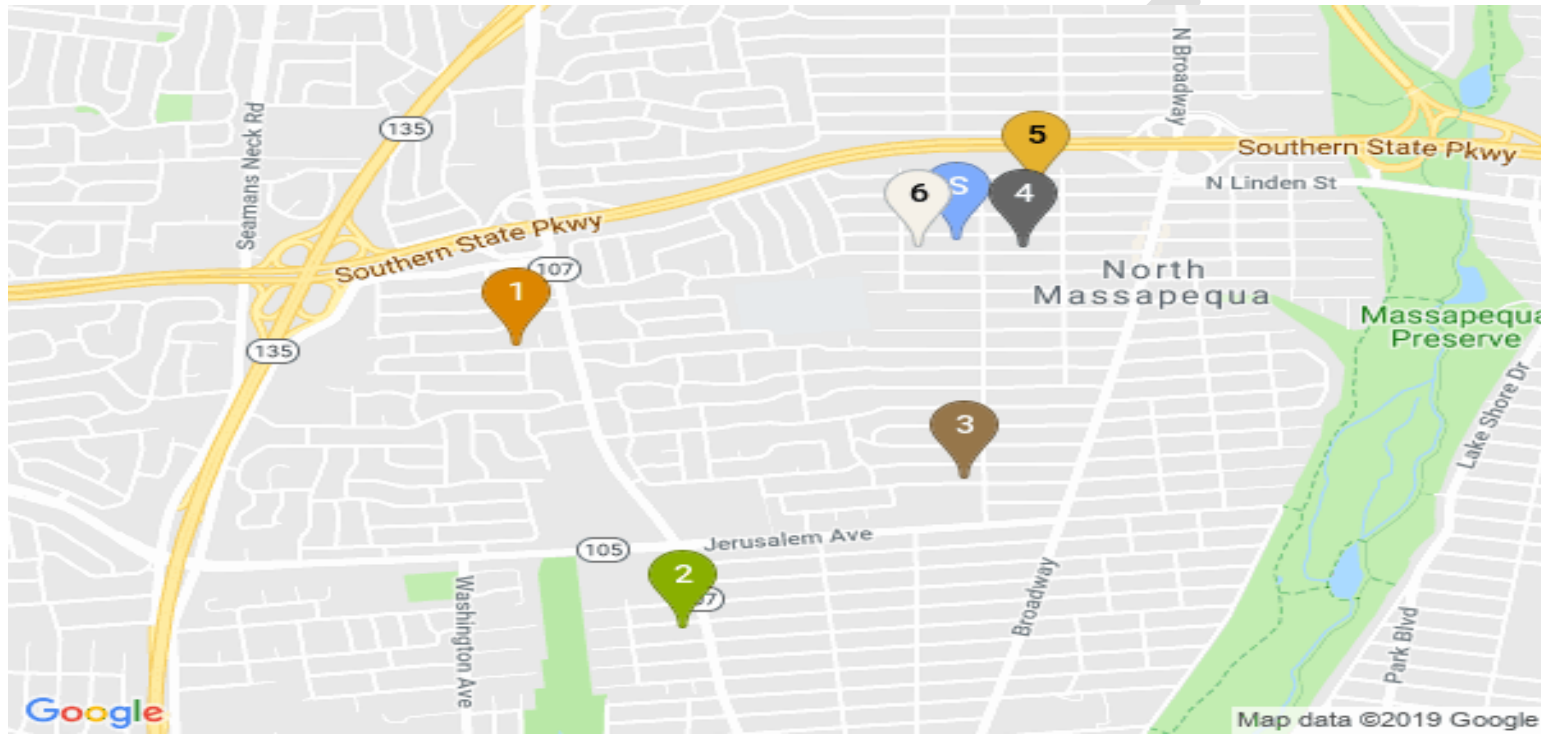 N Broadway
5
135
Seamans Neck Rd
Southern State Pkwy
N Linden St
6
S
4
Southern State Pkwy
107
North
Massapequa
1
Massapequa
Preserve
135
Lake Shore Dr
3
Jerusalem Ave
105
2
Washington Ave
Broadway
Park Blvd
Google
Map data ©2019 Google